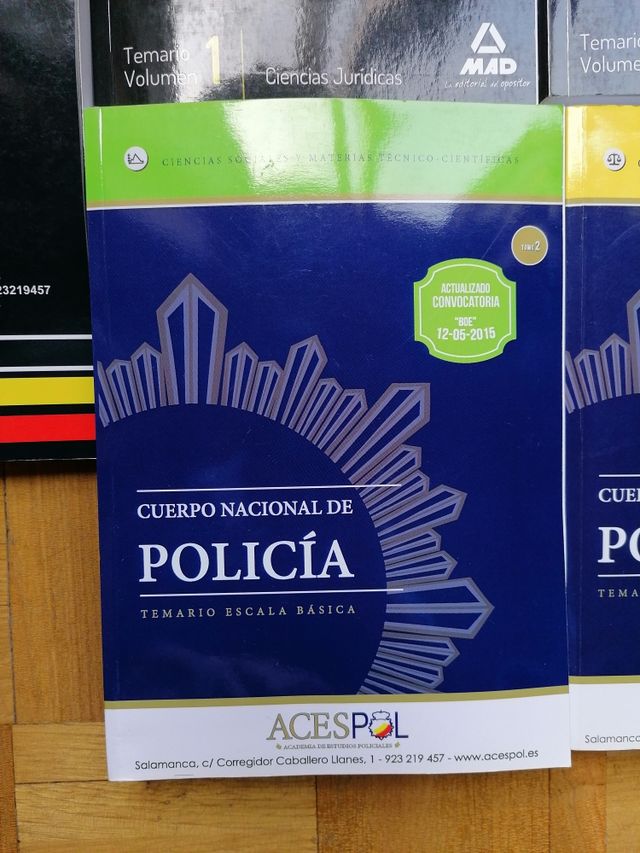 Temario
Volumen 1
Ciencias Jurídicas
MAD
La editorial del opositor
Temario
Volume
23219457
CIENCIAS SOCIALES Y MATERIAS TÉCNICO-CIENTÍFICAS
TOMO 2
ACTUALIZADO
CONVOCATORIA
"BOE"
12-05-2015
CUERPO NACIONAL DE
POLICÍA
TEMARIO ESCALA BÁSICA
ACESPOL
ACADEMIA DE ESTUDIOS POLICIALES
Salamanca, c/ Corregidor Caballero Llanes, 1 - 923 219 457 - www.acespol.es
CUE
PO
TEMA
Salamanc